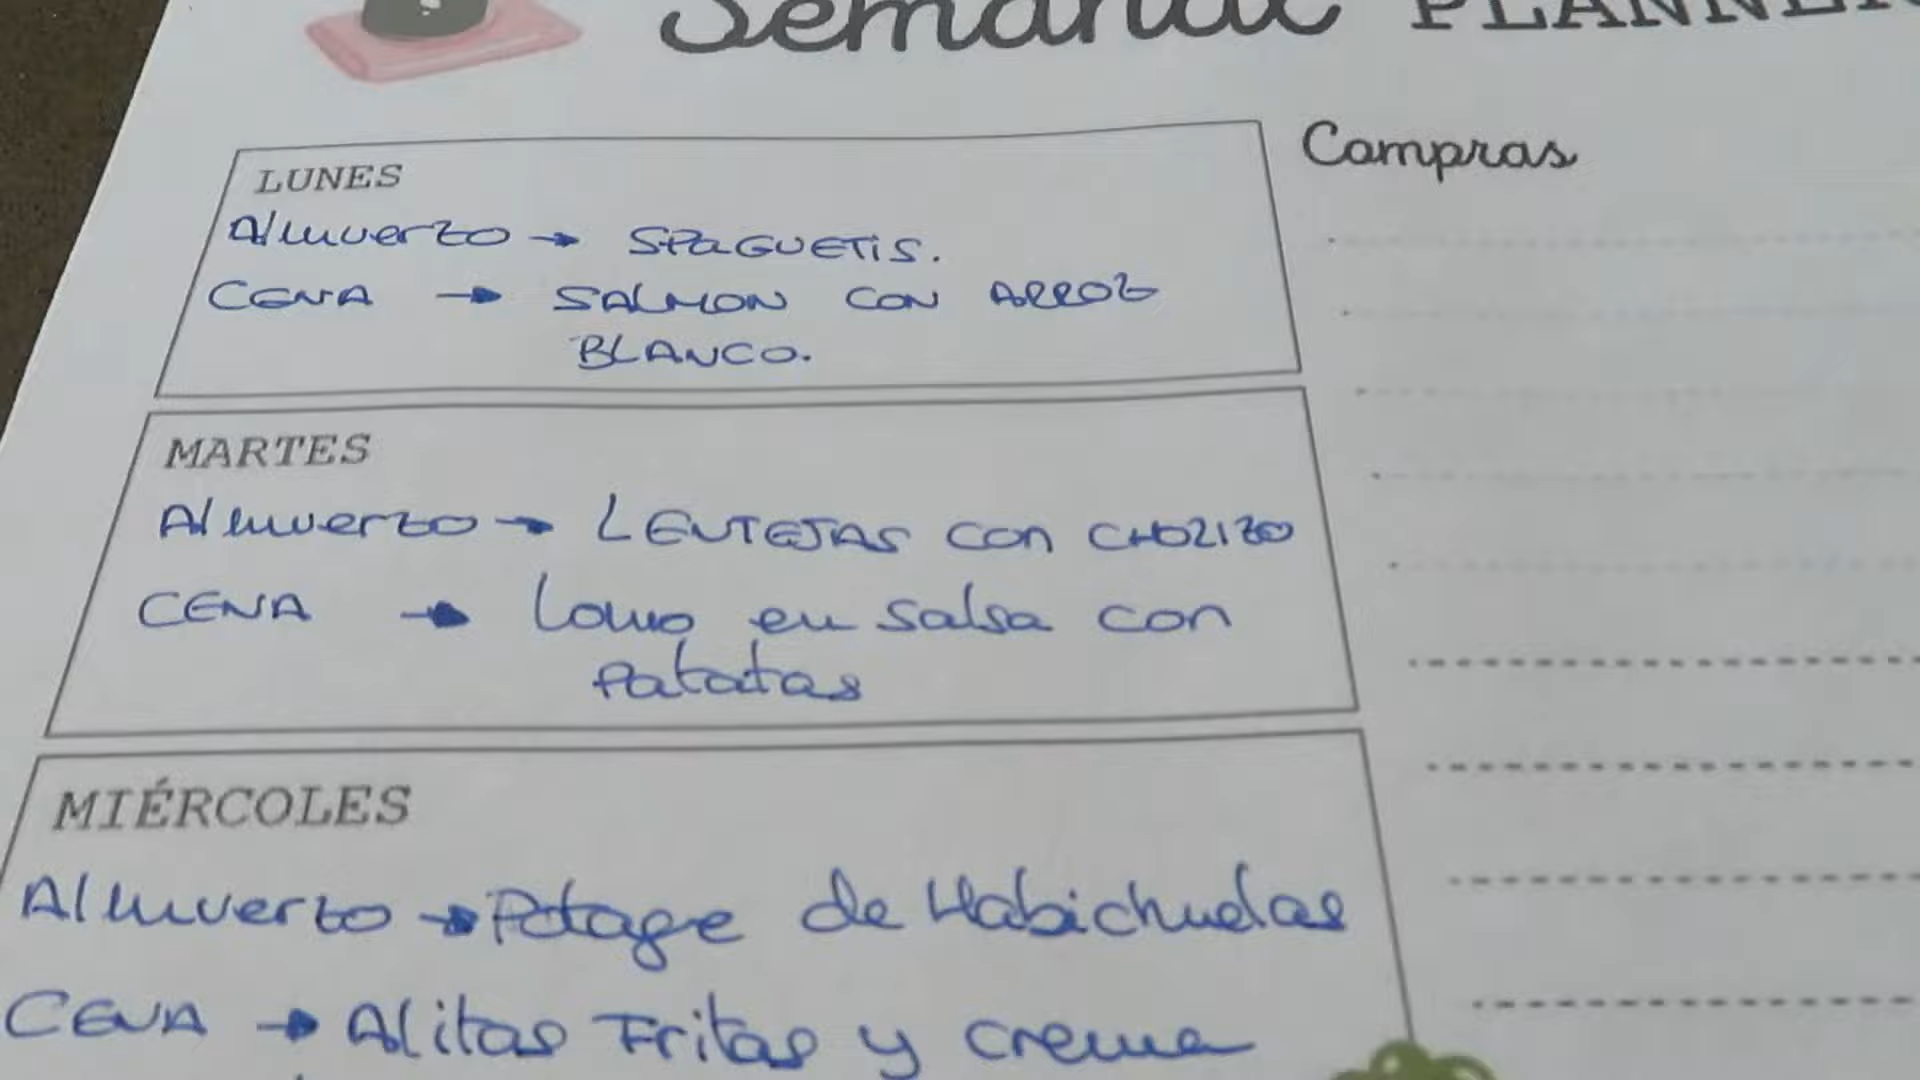 Semanal PLANNER
LUNES
Almuerzo → SPaGUETiS.
CENA → SALMON CON ARROZ
BLANCO.
Compras
MARTES
Almuerzo → LENTEJAS con CHORIZO
CENA → Lomo en salsa con
patatas
MIÉRCOLES
Almuerzo → Potage de Habichuelas
CENA → Alitas Fritas y crema